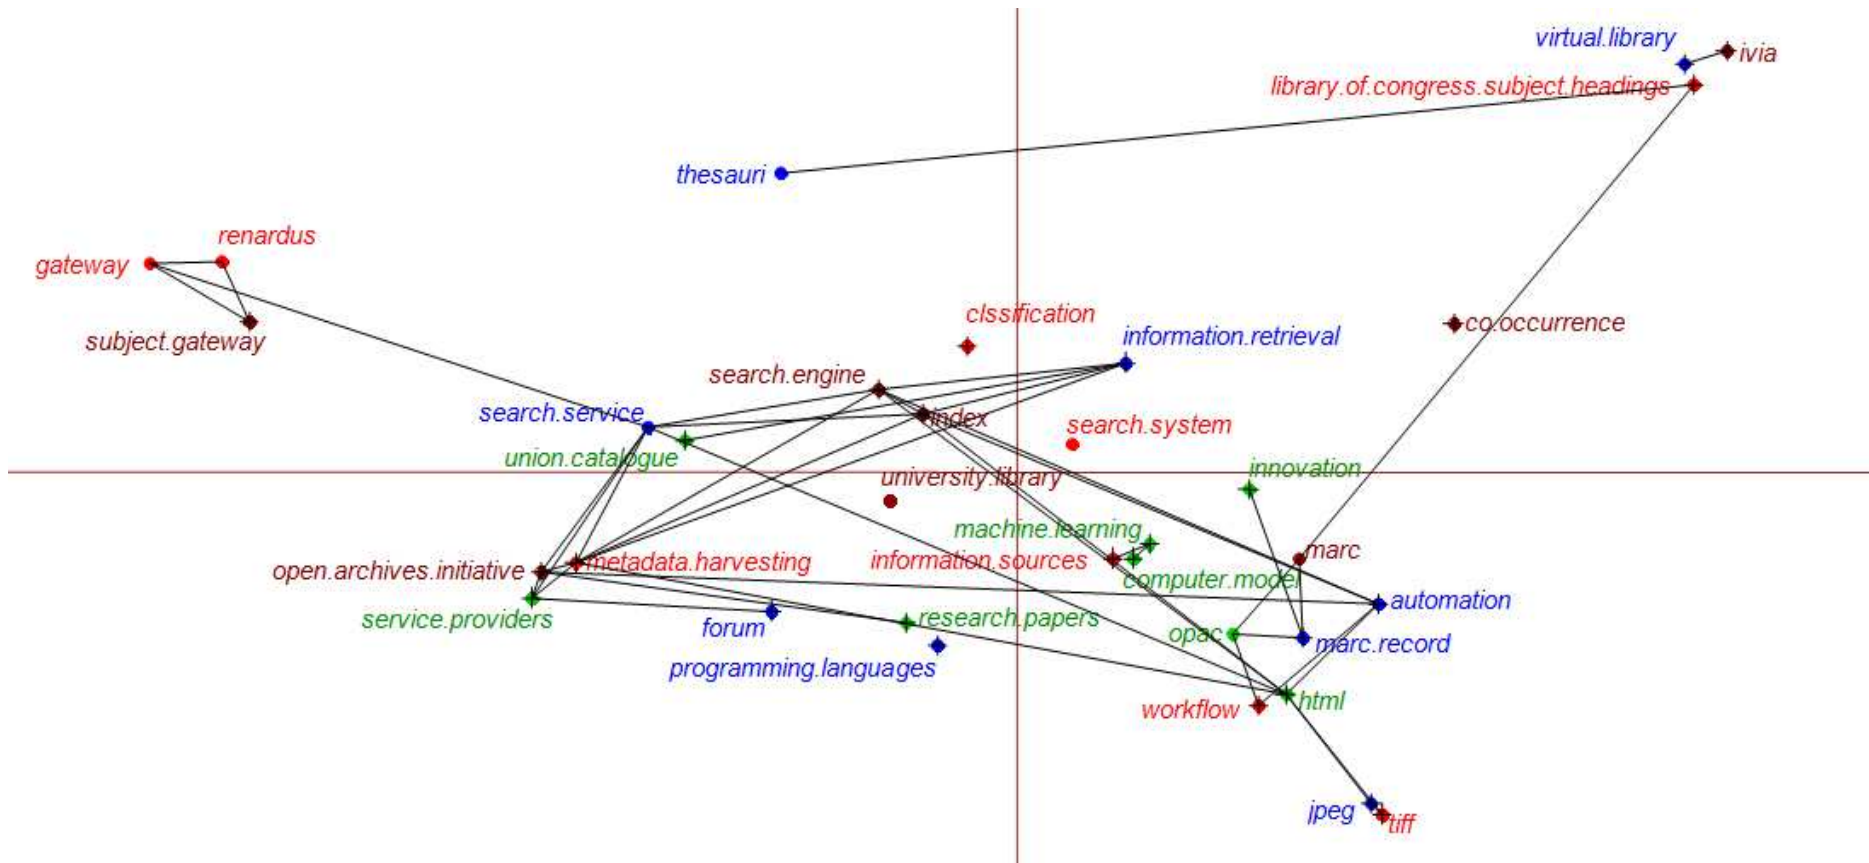 virtual.library
ivia
library.of.congress.subject.headings
thesauri
renardus
gateway
subject.gateway
clssification
co.occurrence
information.retrieval
search.engine
search.service
index
search.system
union.catalogue
innovation
university.library
machine.learning
marc
open.archives.initiative
metadata.harvesting
information.sources
computer.model
automation
service.providers
forum
research.papers
opac
marc.record
programming.languages
workflow
html
jpeg
tiff